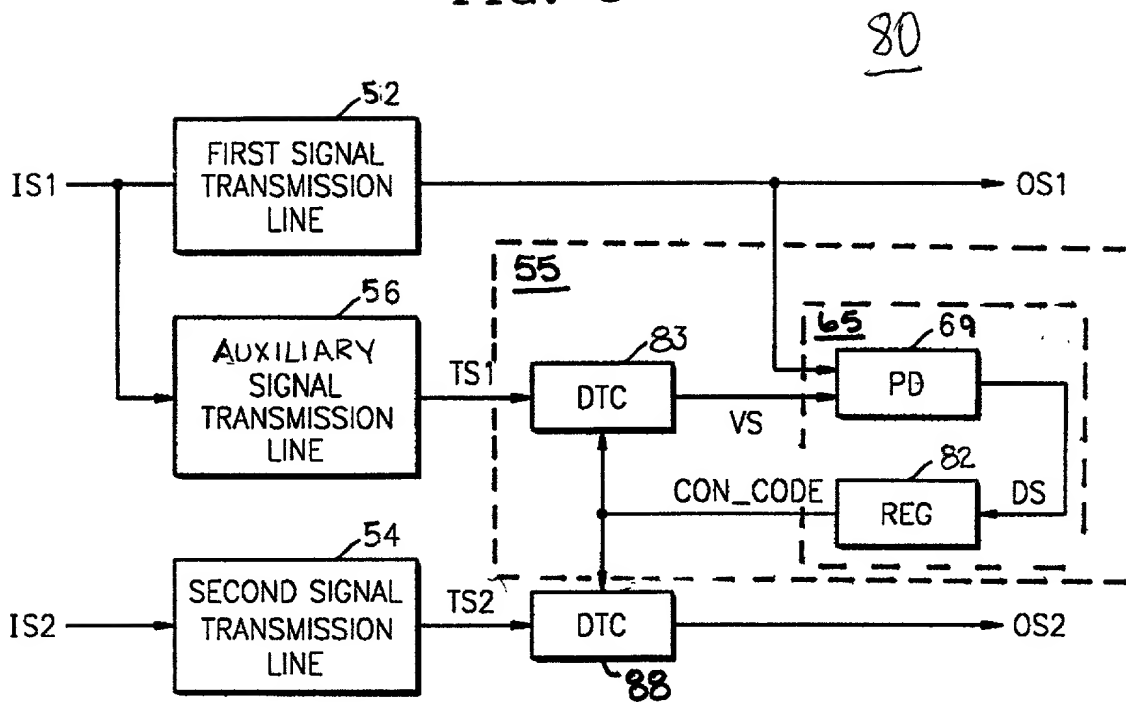 80
52
FIRST SIGNAL
TRANSMISSION
LINE
IS1
OS1
55
56
AUXILIARY
SIGNAL
TRANSMISSION
LINE
TS1
83
DTC
VS
65
69
PD
82
REG
DS
CON_CODE
54
SECOND SIGNAL
TRANSMISSION
LINE
IS2
TS2
DTC
88
OS2